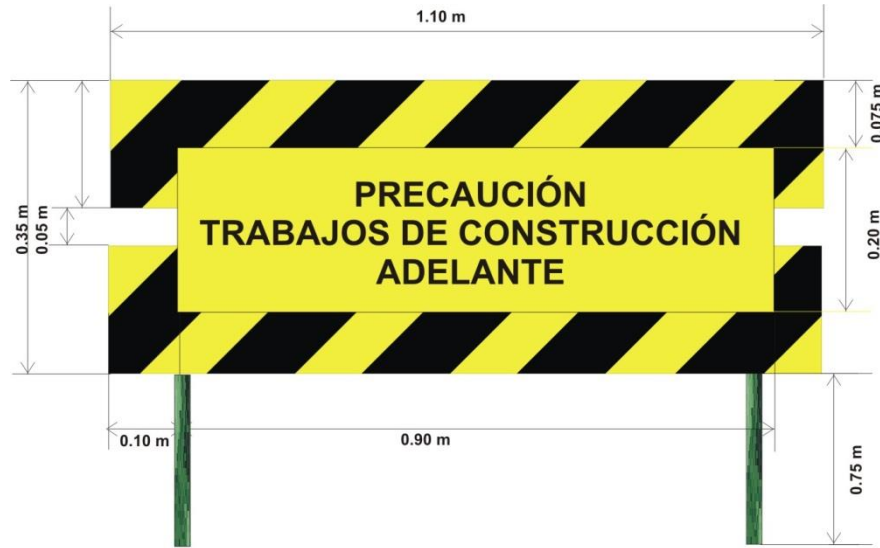 1.10 m
0.075 m
0.35 m
0.05 m
PRECAUCIÓN
TRABAJOS DE CONSTRUCCIÓN
ADELANTE
0.20 m
0.10 m
0.90 m
0.75 m